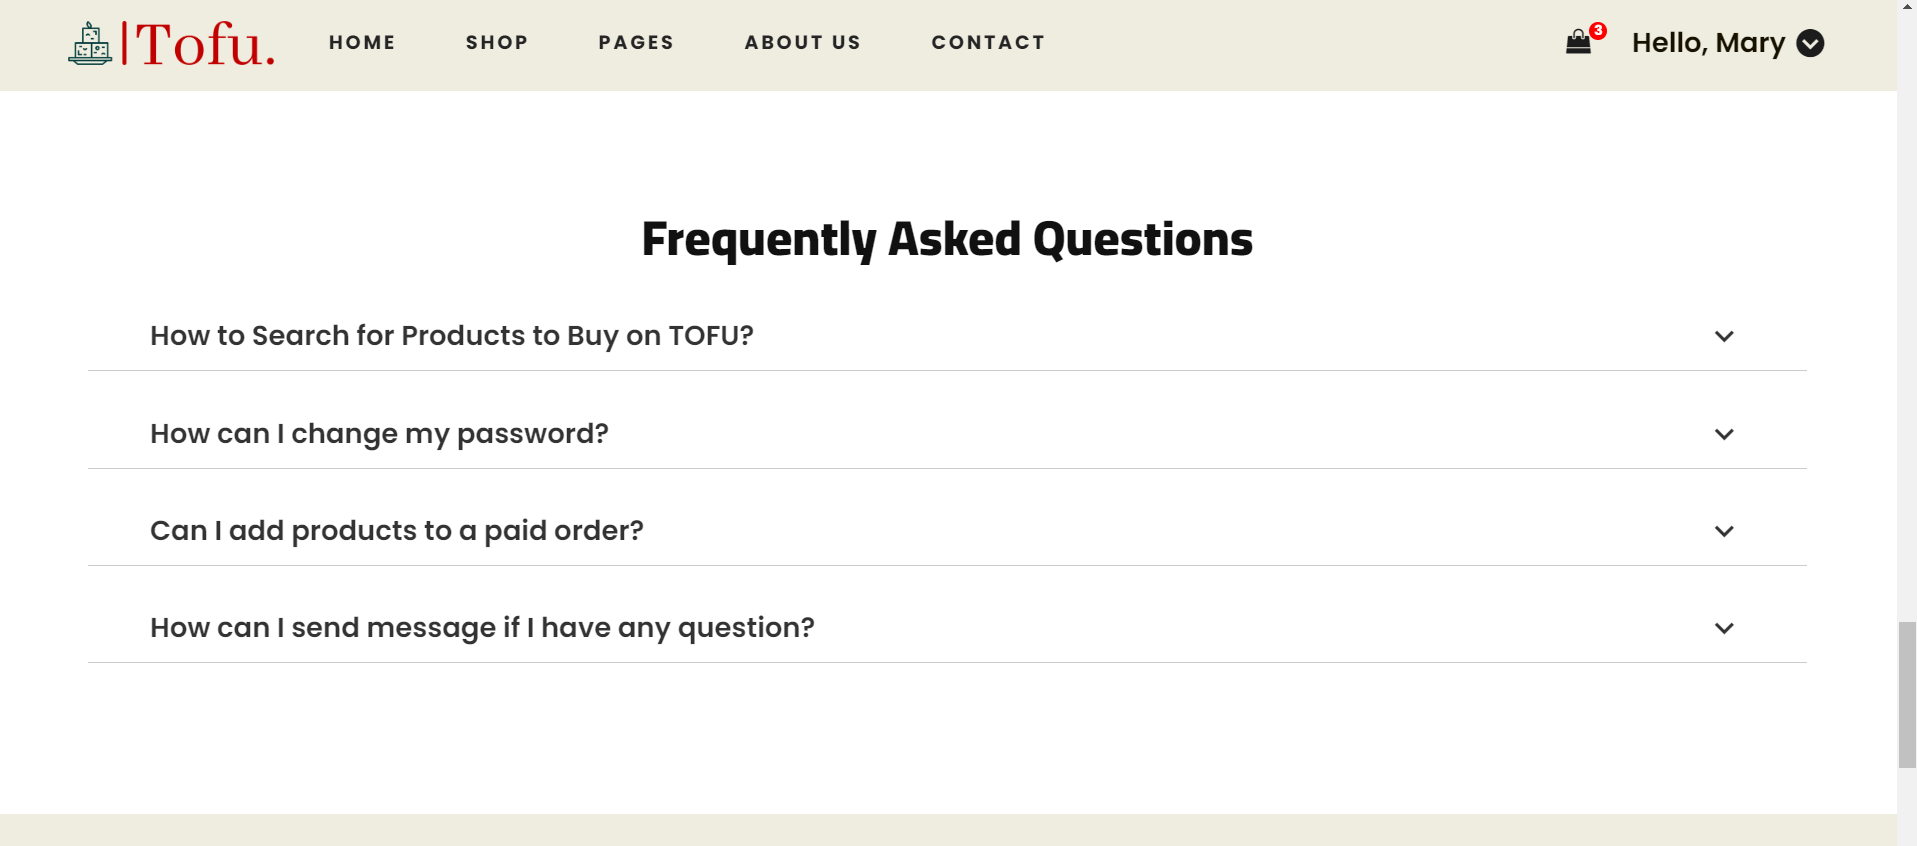 Tofu.
HOME SHOP PAGES ABOUT US CONTACT
3
Hello, Mary
Frequently Asked Questions
How to Search for Products to Buy on TOFU?
How can I change my password?
Can I add products to a paid order?
How can I send message if I have any question?